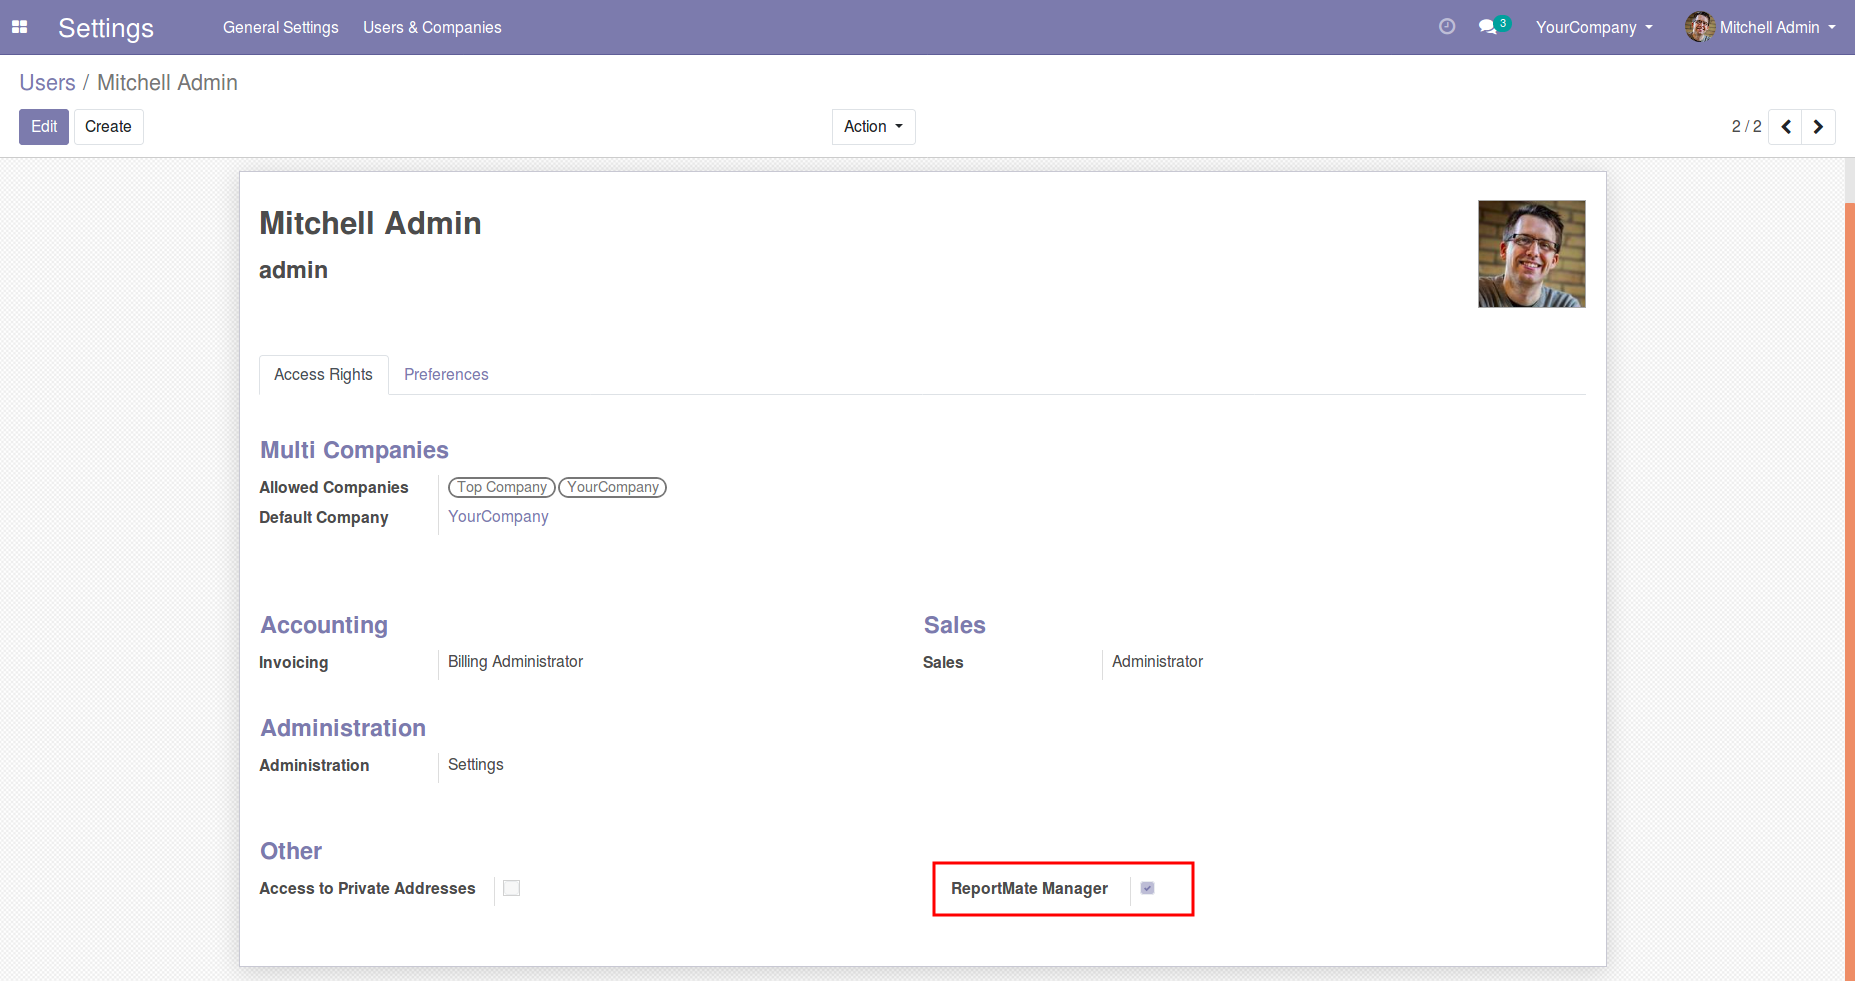 Settings General Settings Users & Companies 3 YourCompany Mitchell Admin
Users / Mitchell Admin
Edit Create Action 2 / 2
Mitchell Admin
admin
Access Rights Preferences
Multi Companies
Allowed Companies Top Company YourCompany
Default Company YourCompany
Accounting Sales
Invoicing Billing Administrator Sales Administrator
Administration
Administration Settings
Other
Access to Private Addresses ReportMate Manager